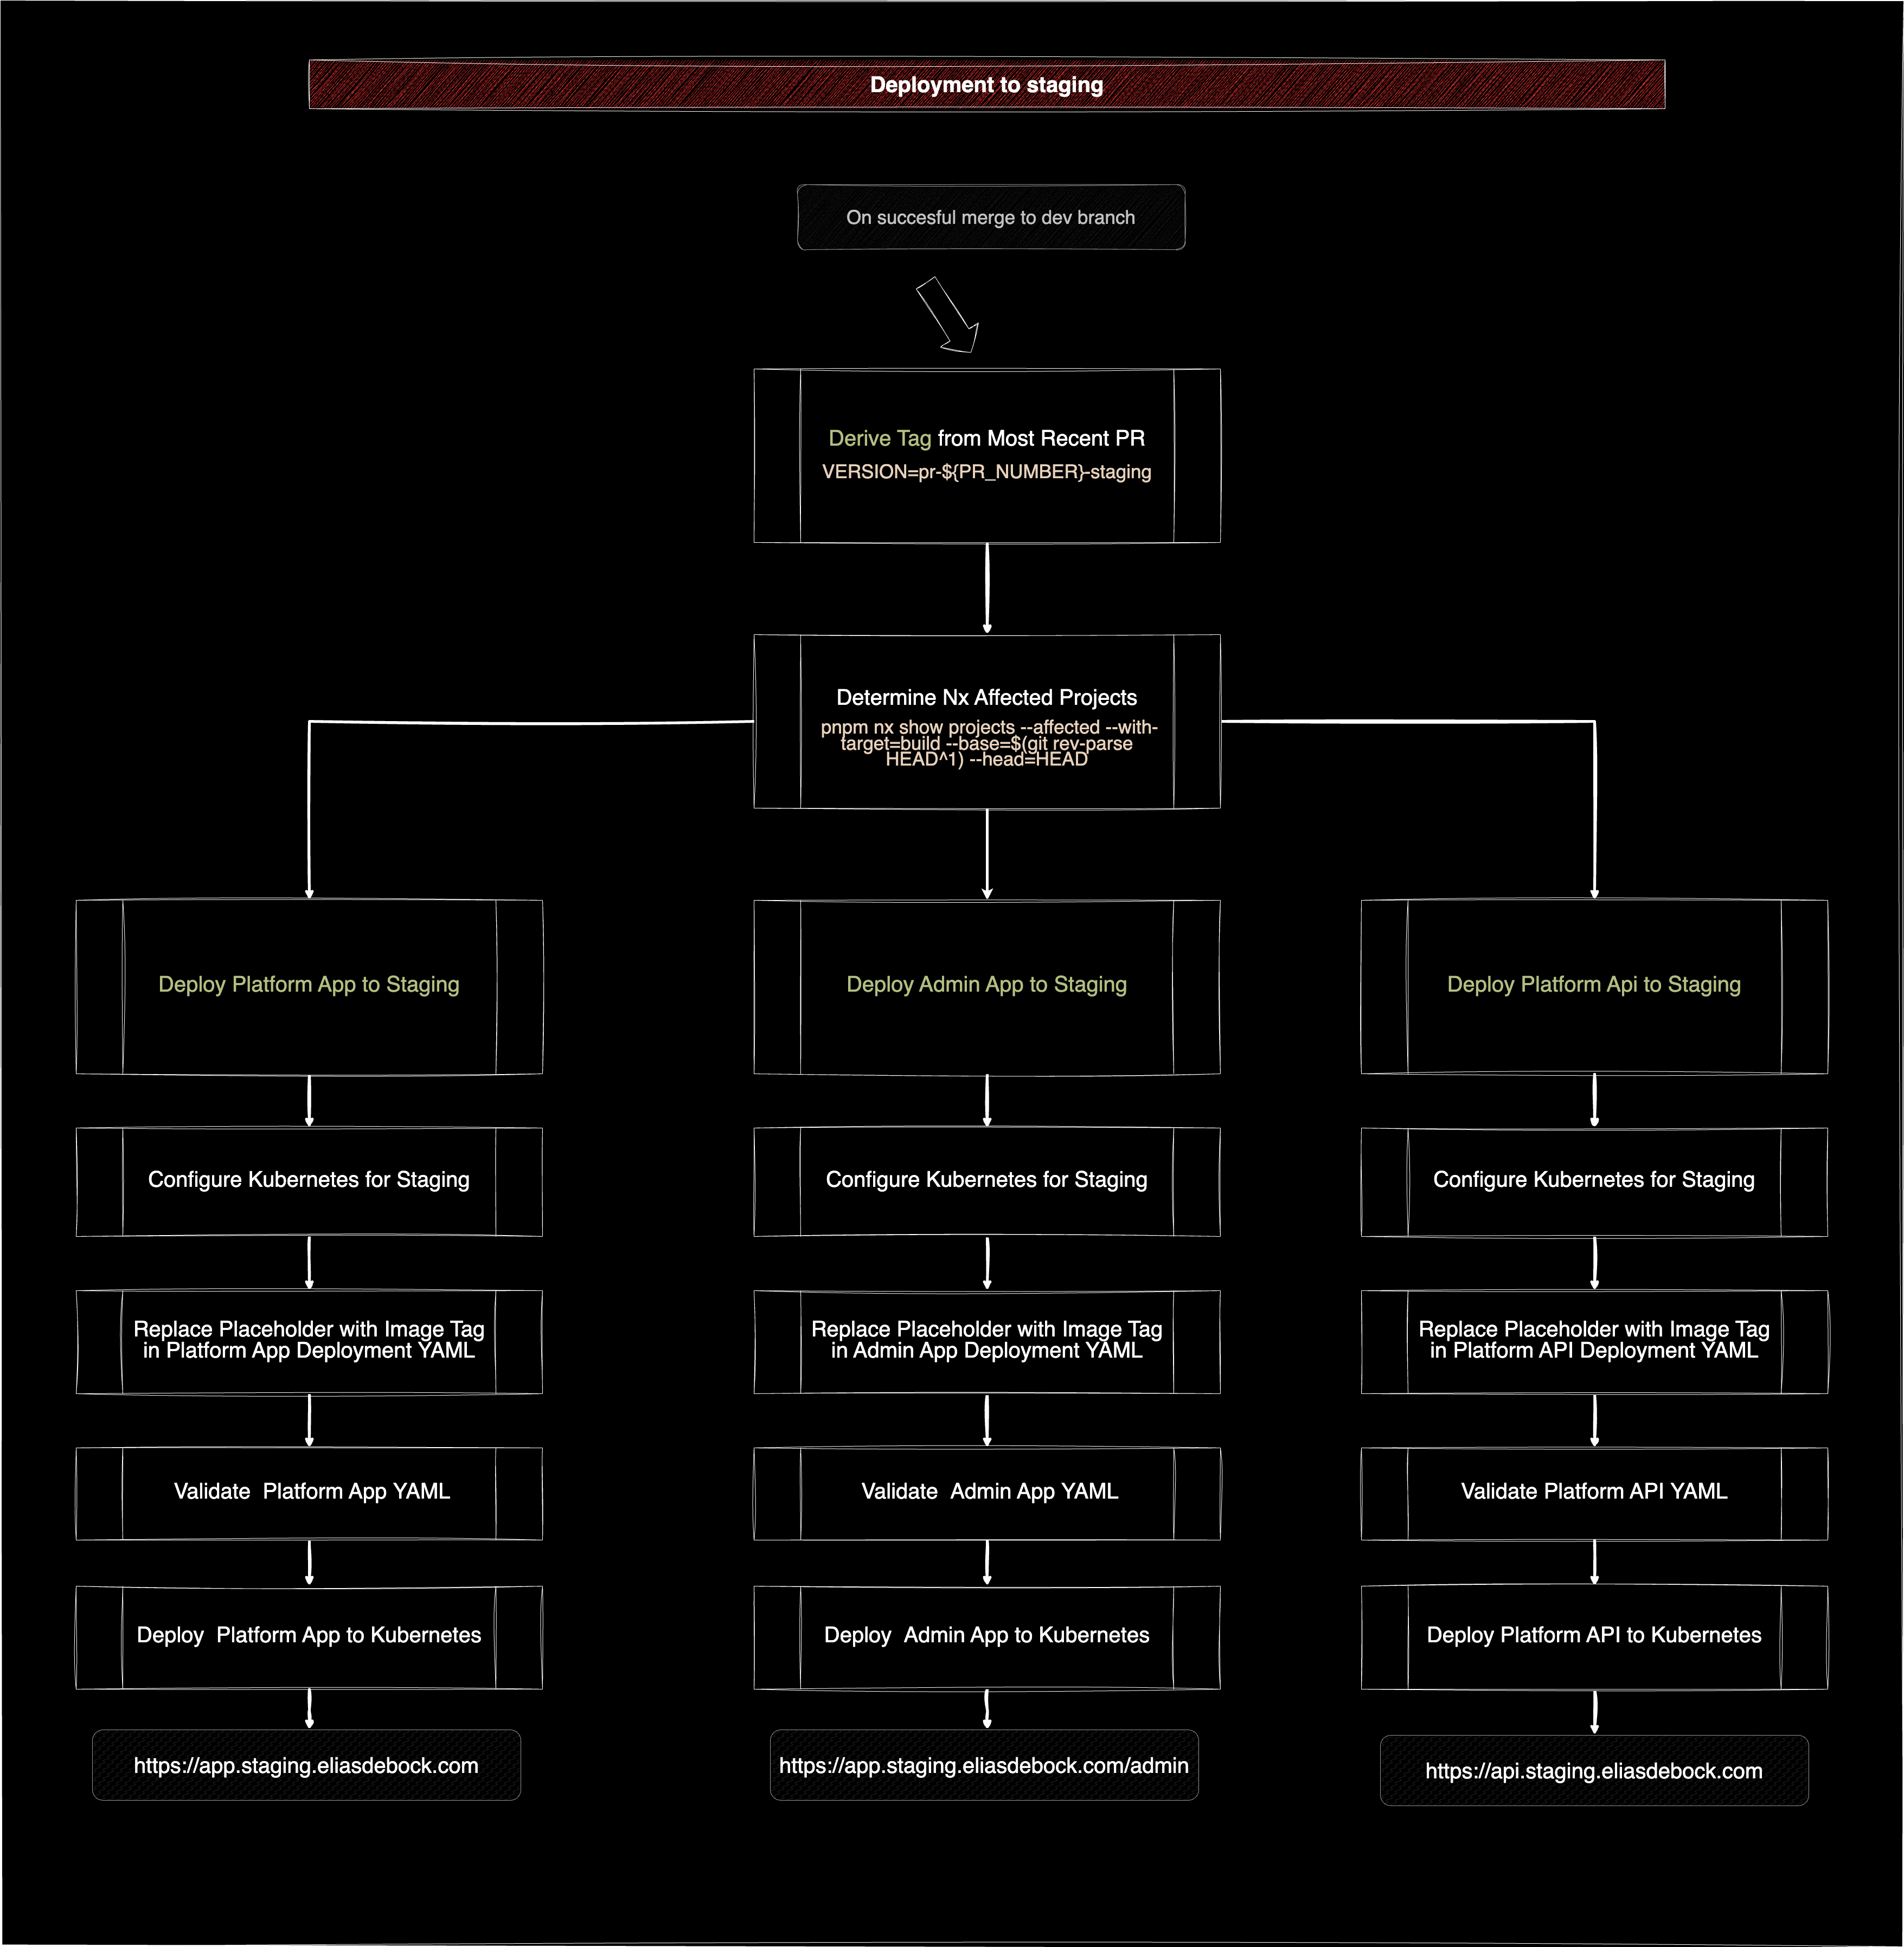 Deployment to staging
On succesful merge to dev branch
Derive Tag from Most Recent PR
VERSION=pr-${PR_NUMBER}-staging
Determine Nx Affected Projects
pnpm nx show projects --affected --with-
target=build --base=$(git rev-parse
HEAD^1) --head=HEAD
Deploy Platform App to Staging
Deploy Admin App to Staging
Deploy Platform Api to Staging
Configure Kubernetes for Staging
Configure Kubernetes for Staging
Configure Kubernetes for Staging
Replace Placeholder with Image Tag
in Platform App Deployment YAML
Replace Placeholder with Image Tag
in Admin App Deployment YAML
Replace Placeholder with Image Tag
in Platform API Deployment YAML
Validate  Platform App YAML
Validate  Admin App YAML
Validate Platform API YAML
Deploy  Platform App to Kubernetes
Deploy  Admin App to Kubernetes
Deploy Platform API to Kubernetes
https://app.staging.eliasdebock.com
https://app.staging.eliasdebock.com/admin
https://api.staging.eliasdebock.com